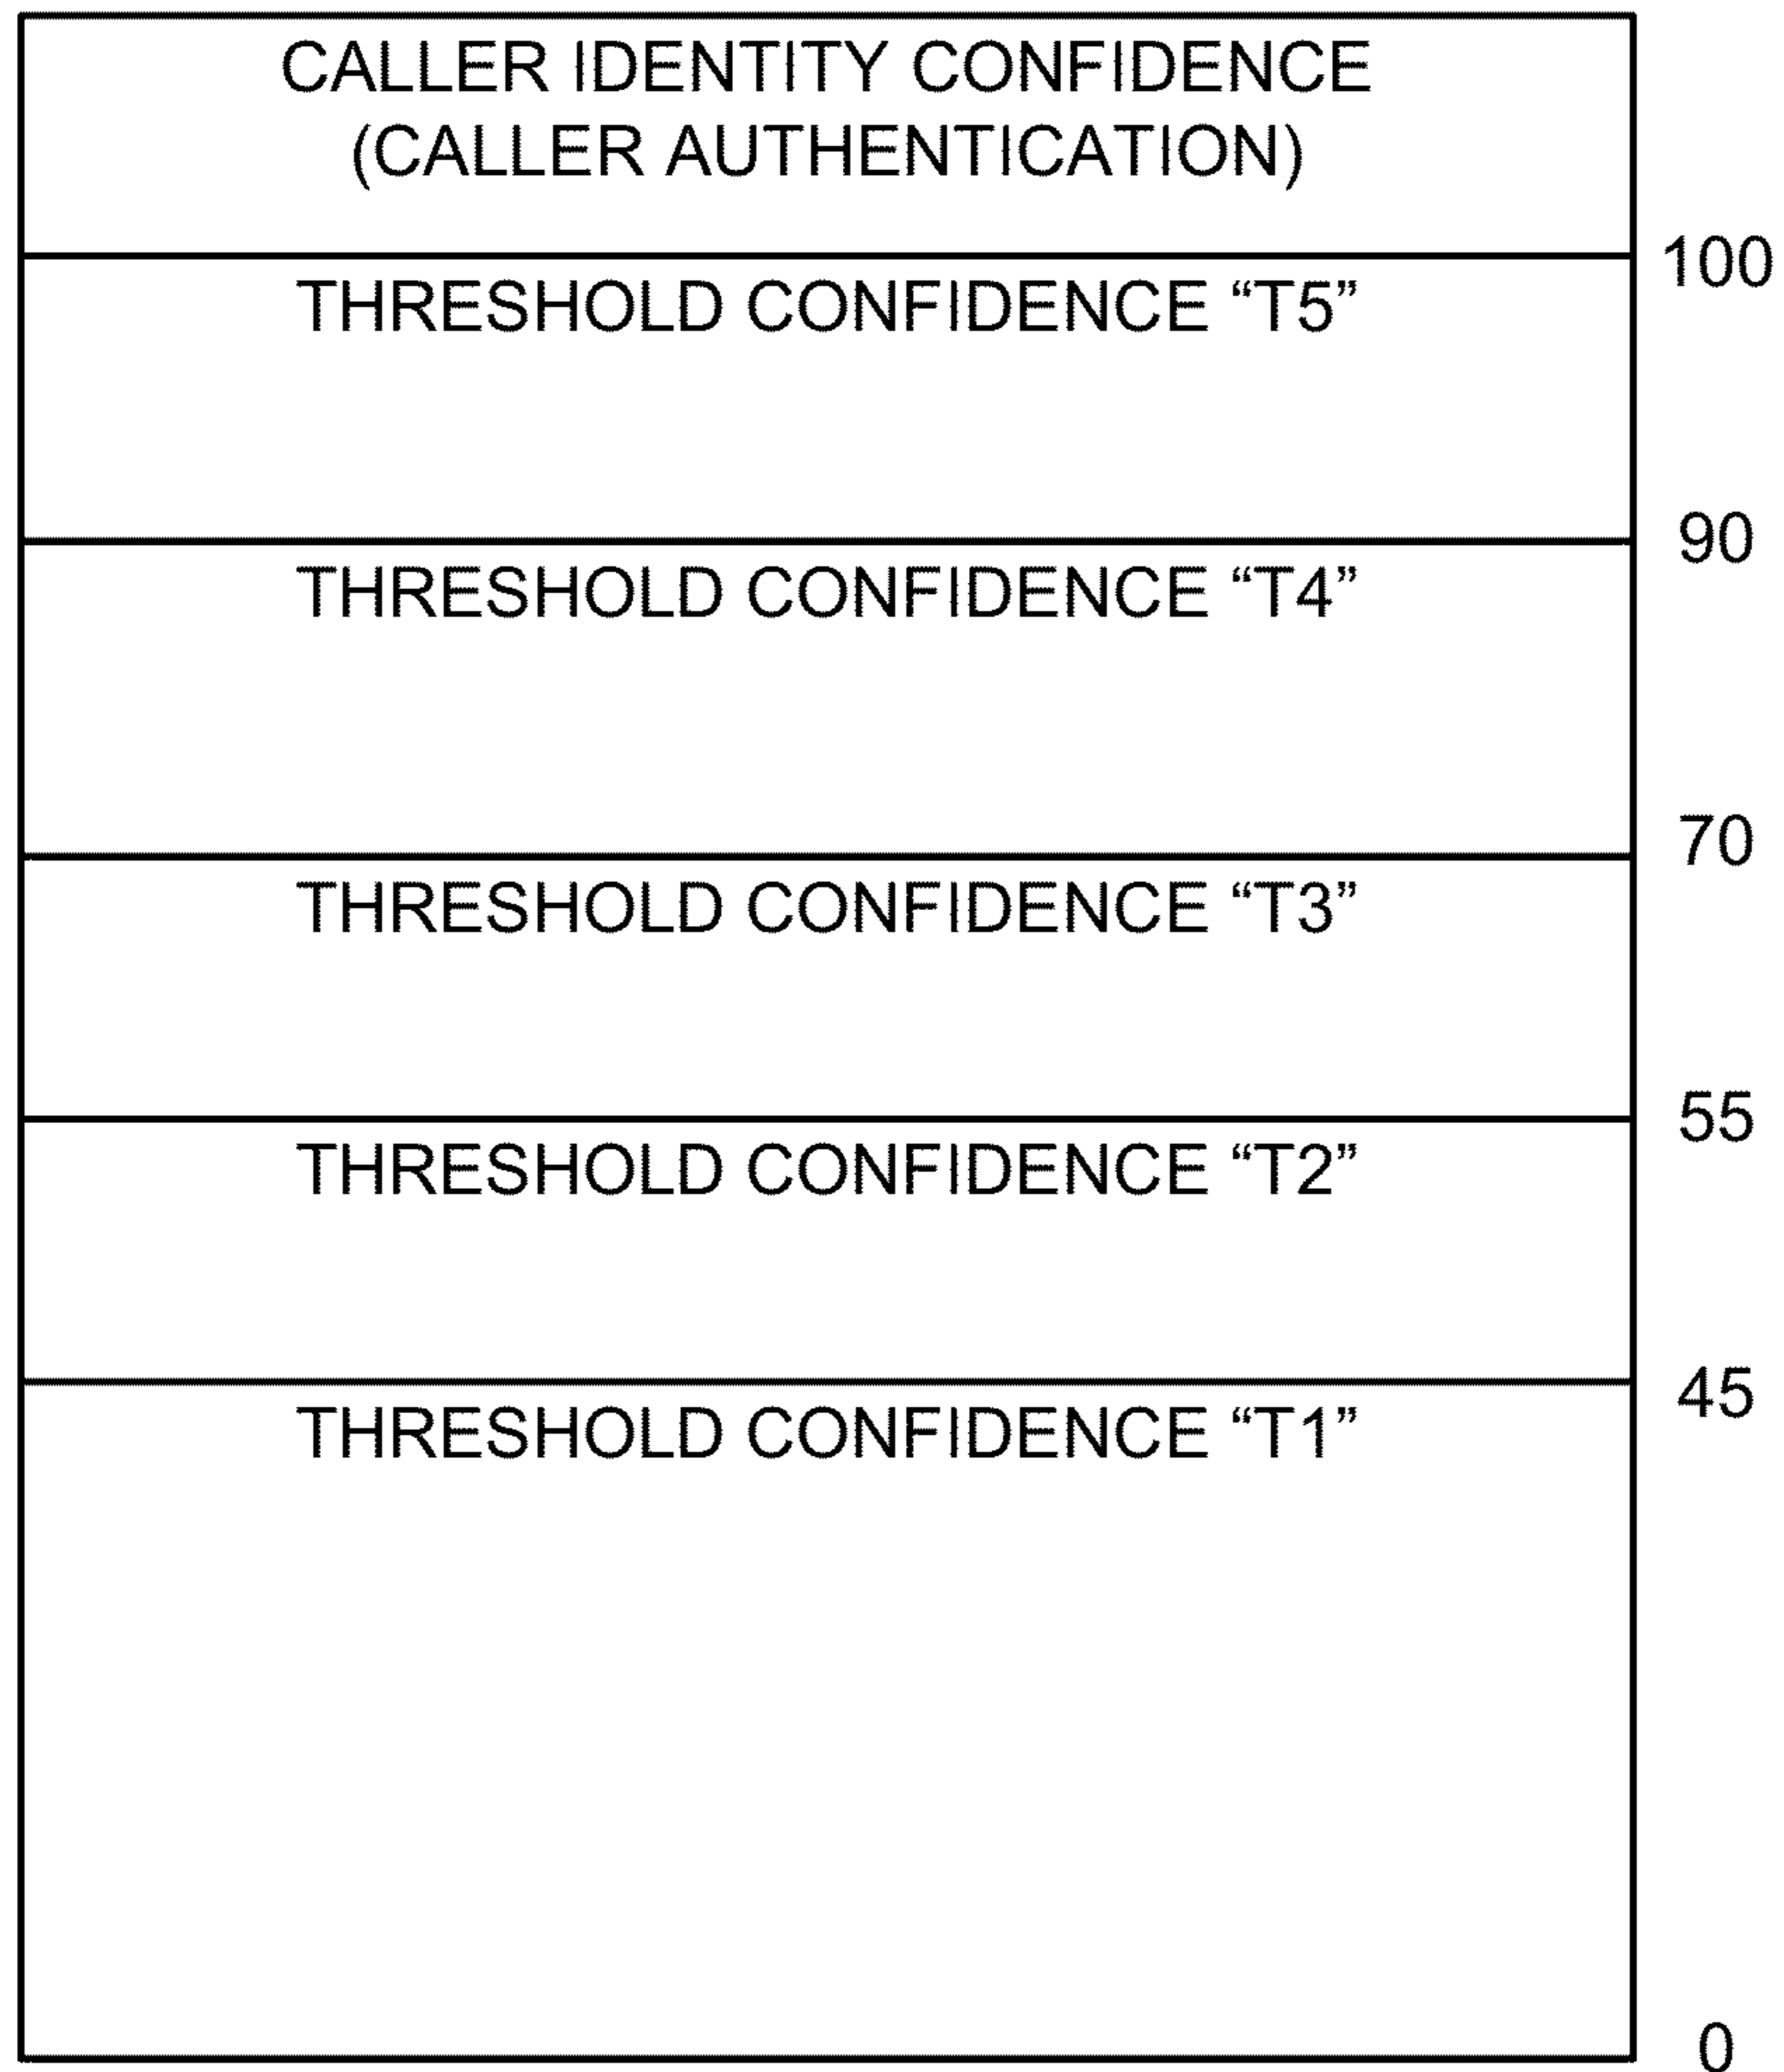 CALLER IDENTITY CONFIDENCE
(CALLER AUTHENTICATION)
100
THRESHOLD CONFIDENCE “T5”
90
THRESHOLD CONFIDENCE “T4”
70
THRESHOLD CONFIDENCE “T3”
55
THRESHOLD CONFIDENCE “T2”
45
THRESHOLD CONFIDENCE “T1”
0